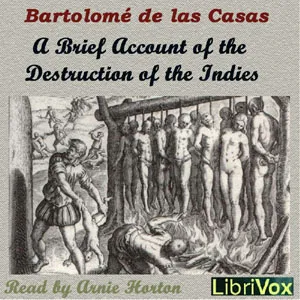 Bartolomé de las Casas
A Brief Account of the
Destruction of the Indies
Read by Arnie Horton
LibriVox